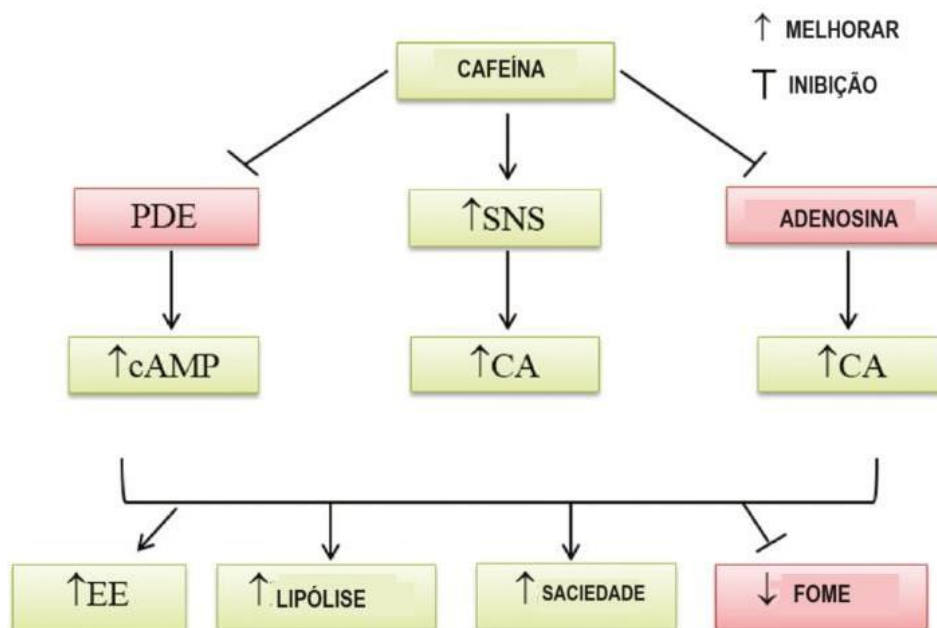 ↑ MELHORAR
CAFEÍNA
⊤ INIBIÇÃO
PDE
↑SNS
ADENOSINA
↑cAMP
↑CA
↑CA
↑EE
↑ LIPÓLISE
↑ SACIEDADE
↓ FOME